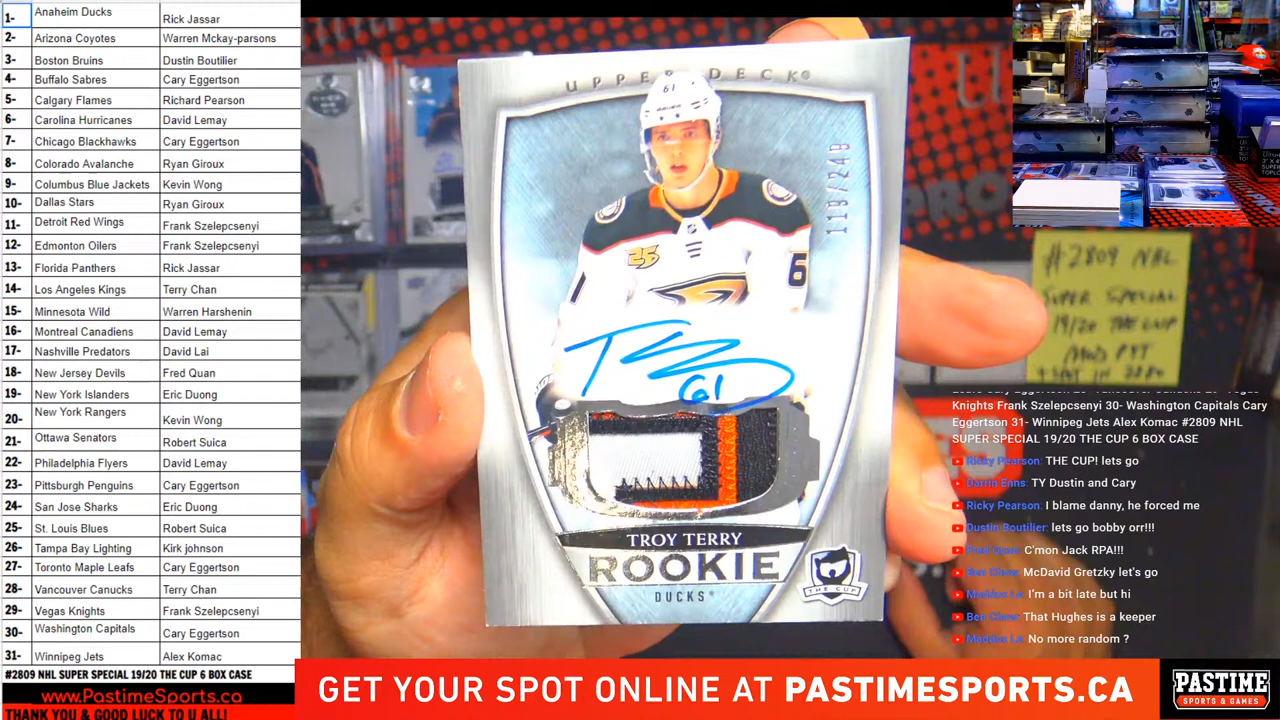 1- Anaheim Ducks Rick Jassar
2- Arizona Coyotes Warren Mckay-parsons
3- Boston Bruins Dustin Boutilier
4- Buffalo Sabres Cary Eggertson
5- Calgary Flames Richard Pearson
6- Carolina Hurricanes David Lemay
7- Chicago Blackhawks Cary Eggertson
8- Colorado Avalanche Ryan Giroux
9- Columbus Blue Jackets Kevin Wong
10- Dallas Stars Ryan Giroux
11- Detroit Red Wings Frank Szelepcsenyi
12- Edmonton Oilers Frank Szelepcsenyi
13- Florida Panthers Rick Jassar
14- Los Angeles Kings Terry Chan
15- Minnesota Wild Warren Harshenin
16- Montreal Canadiens David Lemay
17- Nashville Predators David Lai
18- New Jersey Devils Fred Quan
19- New York Islanders Eric Duong
20- New York Rangers Kevin Wong
21- Ottawa Senators Robert Suica
22- Philadelphia Flyers David Lemay
23- Pittsburgh Penguins Cary Eggertson
24- San Jose Sharks Eric Duong
25- St. Louis Blues Robert Suica
26- Tampa Bay Lighting Kirk johnson
27- Toronto Maple Leafs Cary Eggertson
28- Vancouver Canucks Terry Chan
29- Vegas Knights Frank Szelepcsenyi
30- Washington Capitals Cary Eggertson
31- Winnipeg Jets Alex Komac
#2809 NHL SUPER SPECIAL 19/20 THE CUP 6 BOX CASE
www.PastimeSports.ca
THANK YOU & GOOD LUCK TO U ALL!
UPPER DECK
61
25
6
61
TROY TERRY
ROOKIE
DUCKS
THE CUP
#2809 NHL
SUPER SPECIAL
19/20 THE CUP
Knights Frank Szelepcsenyi 30- Washington Capitals Cary
Eggertson 31- Winnipeg Jets Alex Komac #2809 NHL
SUPER SPECIAL 19/20 THE CUP 6 BOX CASE
Ricky Pearson: THE CUP! lets go
Darrin Enns: TY Dustin and Cary
Ricky Pearson: I blame danny, he forced me
Dustin Boutilier: lets go bobby orr!!!
C'mon Jack RPA!!!
McDavid Gretzky let's go
I'm a bit late but hi
That Hughes is a keeper
No more random ?
GET YOUR SPOT ONLINE AT PASTIMESPORTS.CA
PASTIME
SPORTS & GAMES